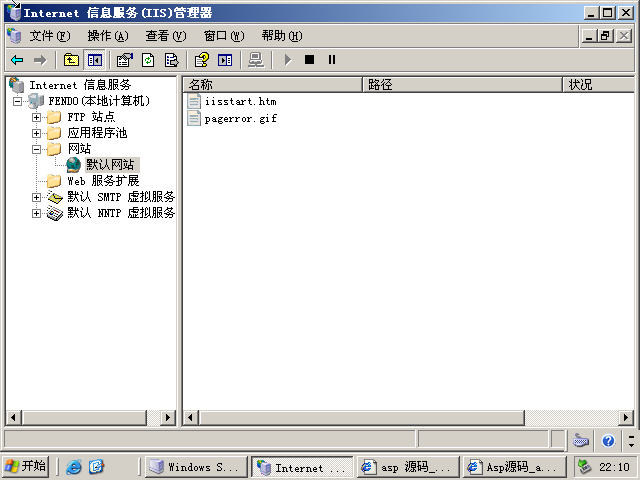 Internet 信息服务(IIS)管理器
文件(F) 操作(A) 查看(V) 窗口(W) 帮助(H)
Internet 信息服务
FENDO(本地计算机)
FTP 站点
应用程序池
网站
默认网站
Web 服务扩展
默认 SMTP 虚拟服务
默认 NNTP 虚拟服务
名称 路径 状况
iisstart.htm
pagerror.gif
开始 Windows S... Internet ... asp 源码_... Asp源码_a... 22:10